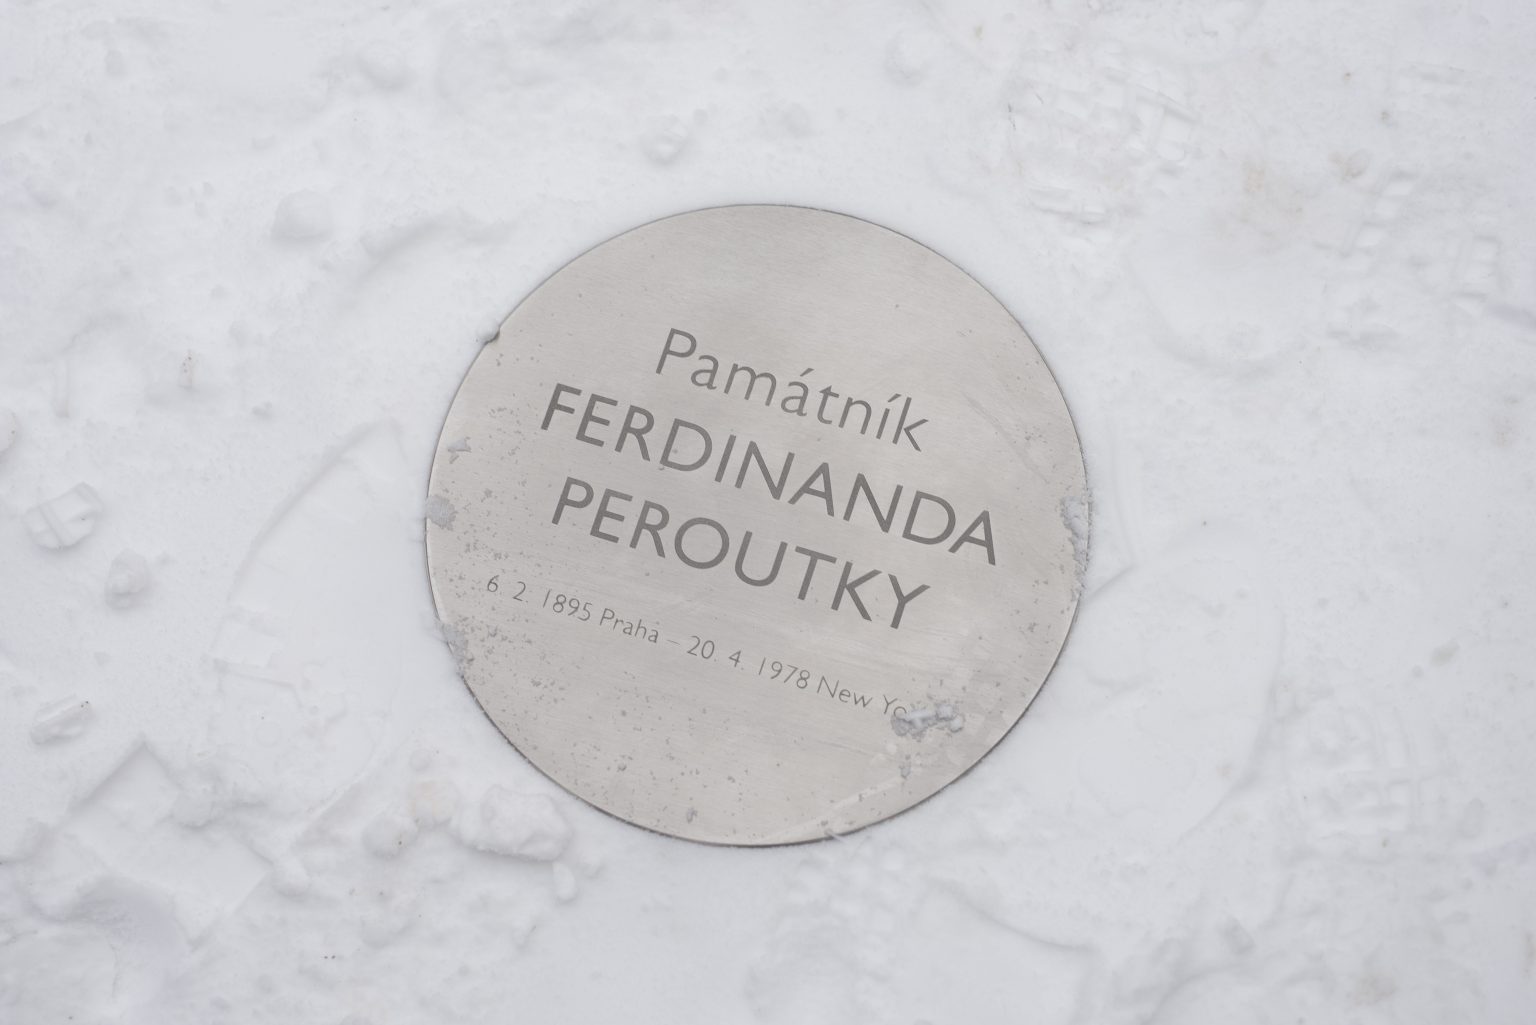 Památník
FERDINANDA
PEROUTKY
6. 2. 1895 Praha – 20. 4. 1978 New